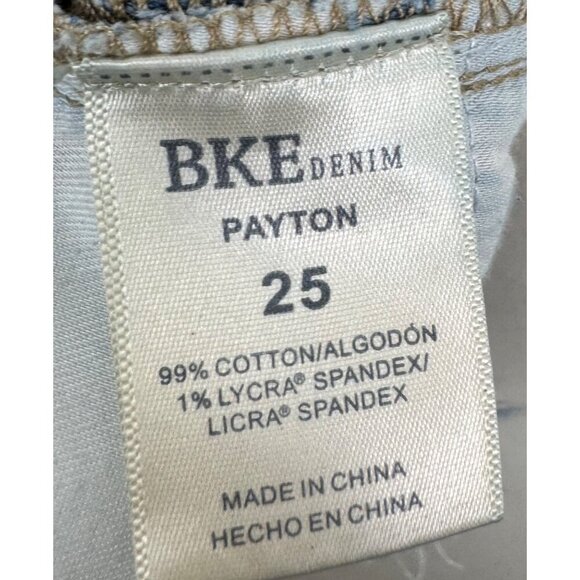 BKE DENIM
PAYTON
25
99% COTTON/ALGODÓN
1% LYCRA® SPANDEX/
LICRA® SPANDEX
MADE IN CHINA
HECHO EN CHINA